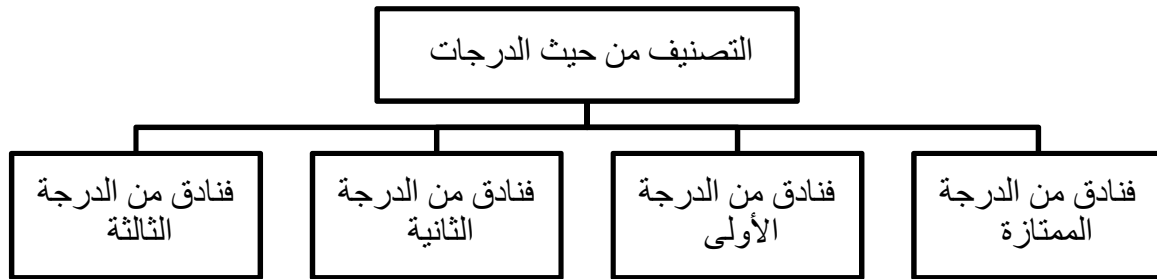 التصنيف من حيث الدرجات
فنادق من الدرجة
الممتازة
فنادق من الدرجة
الأولى
فنادق من الدرجة
الثانية
فنادق من الدرجة
الثالثة